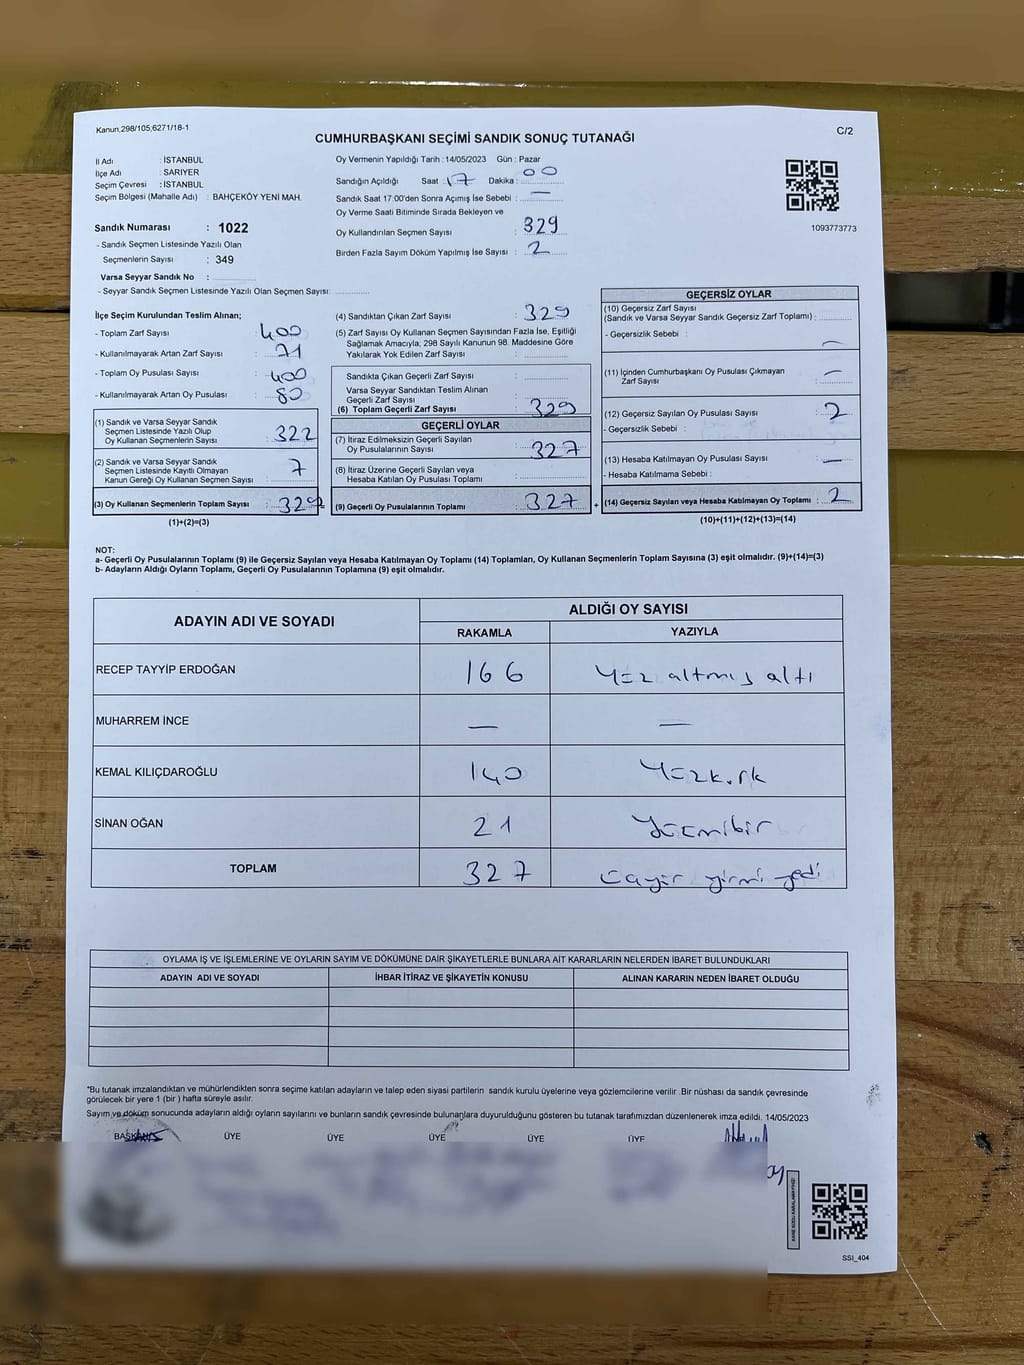 Kanun,298/105,6271/18-1
C/2
CUMHURBAŞKANI SEÇİMİ SANDIK SONUÇ TUTANAĞI
İl Adı : İSTANBUL
İlçe Adı : SARIYER
Seçim Çevresi : İSTANBUL
Seçim Bölgesi (Mahalle Adı) : BAHÇEKÖY YENİ MAH.
Sandık Numarası : 1022
- Sandık Seçmen Listesinde Yazılı Olan
Seçmenlerin Sayısı : 349
Varsa Seyyar Sandık No :
- Seyyar Sandık Seçmen Listesinde Yazılı Olan Seçmen Sayısı:
Oy Vermenin Yapıldığı Tarih : 14/05/2023 Gün : Pazar
Sandığın Açıldığı Saat : 17 Dakika : 00
Sandık Saat 17:00'den Sonra Açımış İse Sebebi : —
Oy Verme Saati Bitiminde Sırada Bekleyen ve
Oy Kullandırılan Seçmen Sayısı : 329
Birden Fazla Sayım Döküm Yapılmış İse Sayısı : 2
1093773773
İlçe Seçim Kurulundan Teslim Alınan;
- Toplam Zarf Sayısı : 400
- Kullanılmayarak Artan Zarf Sayısı : 71
- Toplam Oy Pusulası Sayısı : 400
- Kullanılmayarak Artan Oy Pusulası : 80
(1) Sandık ve Varsa Seyyar Sandık
Seçmen Listesinde Yazılı Olup
Oy Kullanan Seçmenlerin Sayısı : 322
(2) Sandık ve Varsa Seyyar Sandık
Seçmen Listesinde Kayıtlı Olmayan
Kanun Gereği Oy Kullanan Seçmen Sayısı : 7
(3) Oy Kullanan Seçmenlerin Toplam Sayısı : 329
(1)+(2)=(3)
(4) Sandıktan Çıkan Zarf Sayısı : 329
(5) Zarf Sayısı Oy Kullanan Seçmen Sayısından Fazla İse, Eşitliği
Sağlamak Amacıyla, 298 Sayılı Kanunun 98. Maddesine Göre
Yakılarak Yok Edilen Zarf Sayısı :
Sandıkta Çıkan Geçerli Zarf Sayısı :
Varsa Seyyar Sandıktan Teslim Alınan
Geçerli Zarf Sayısı :
(6) Toplam Geçerli Zarf Sayısı : 329
GEÇERLİ OYLAR
(7) İtiraz Edilmeksizin Geçerli Sayılan
Oy Pusulasının Sayısı : 327
(8) İtiraz Üzerine Geçerli Sayılan veya
Hesaba Katılan Oy Pusulası Toplamı :
(9) Geçerli Oy Pusulalarının Toplamı : 327
=
+
GEÇERSİZ OYLAR
(10) Geçersiz Zarf Sayısı
(Sandık ve Varsa Seyyar Sandık Geçersiz Zarf Toplamı) :
- Geçersizlik Sebebi : —
(11) İçinden Cumhurbaşkanı Oy Pusulası Çıkmayan
Zarf Sayısı : —
(12) Geçersiz Sayılan Oy Pusulası Sayısı : 2
- Geçersizlik Sebebi :
(13) Hesaba Katılmayan Oy Pusulası Sayısı : —
- Hesaba Katılmama Sebebi :
(14) Geçersiz Sayılan veya Hesaba Katılmayan Oy Toplamı : 2
(10)+(11)+(12)+(13)=(14)
NOT:
a- Geçerli Oy Pusulalarının Toplamı (9) ile Geçersiz Sayılan veya Hesaba Katılmayan Oy Toplamı (14) Toplamları, Oy Kullanan Seçmenlerin Toplam Sayısına (3) eşit olmalıdır. (9)+(14)=(3)
b- Adayların Aldığı Oyların Toplamı, Geçerli Oy Pusulalarının Toplamına (9) eşit olmalıdır.
ADAYIN ADI VE SOYADI
ALDIĞI OY SAYISI
RAKAMLA YAZIYLA
RECEP TAYYİP ERDOĞAN 166 Yüz altmış altı
MUHARREM İNCE — —
KEMAL KILIÇDAROĞLU 140 Yüzkırk
SİNAN OĞAN 21
TOPLAM 327 yirmi yedi
OYLAMA İŞ VE İŞLEMLERİNE VE OYLARIN SAYIM VE DÖKÜMÜNE DAİR ŞİKAYETLERLE BUNLARA AİT KARARLARIN NELERDEN İBARET BULUNDUKLARI
ADAYIN ADI VE SOYADI İHBAR İTİRAZ VE ŞİKAYETİN KONUSU ALINAN KARARIN NEDEN İBARET OLDUĞU
"Bu tutanak imzalandıktan ve mühürlendikten sonra seçime katılan adayların ve talep eden siyasi partilerin sandık kurulu üyelerine veya gözlemcilerine verilir .Bir nüshası da sandık çevresinde
görülecek bir yere 1 (bir ) hafta süreyle asılır.
Sayım ve döküm sonucunda adayların aldığı oyların sayılarını ve bunların sandık çevresinde bulunanlara duyurulduğunu gösteren bu tutanak tarafımızdan düzenlenerek imza edildi. 14/05/2023
BAŞKAN ÜYE ÜYE ÜYE ÜYE ÜYE
SSI_404